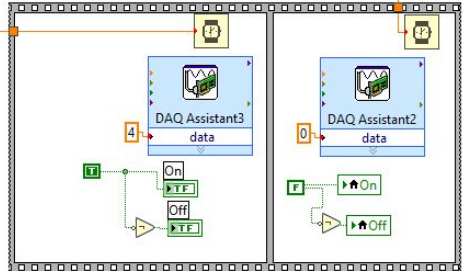 DAQ Assistant3
4 data
T
On
TF
Off
TF
DAQ Assistant2
0 data
F
On
Off